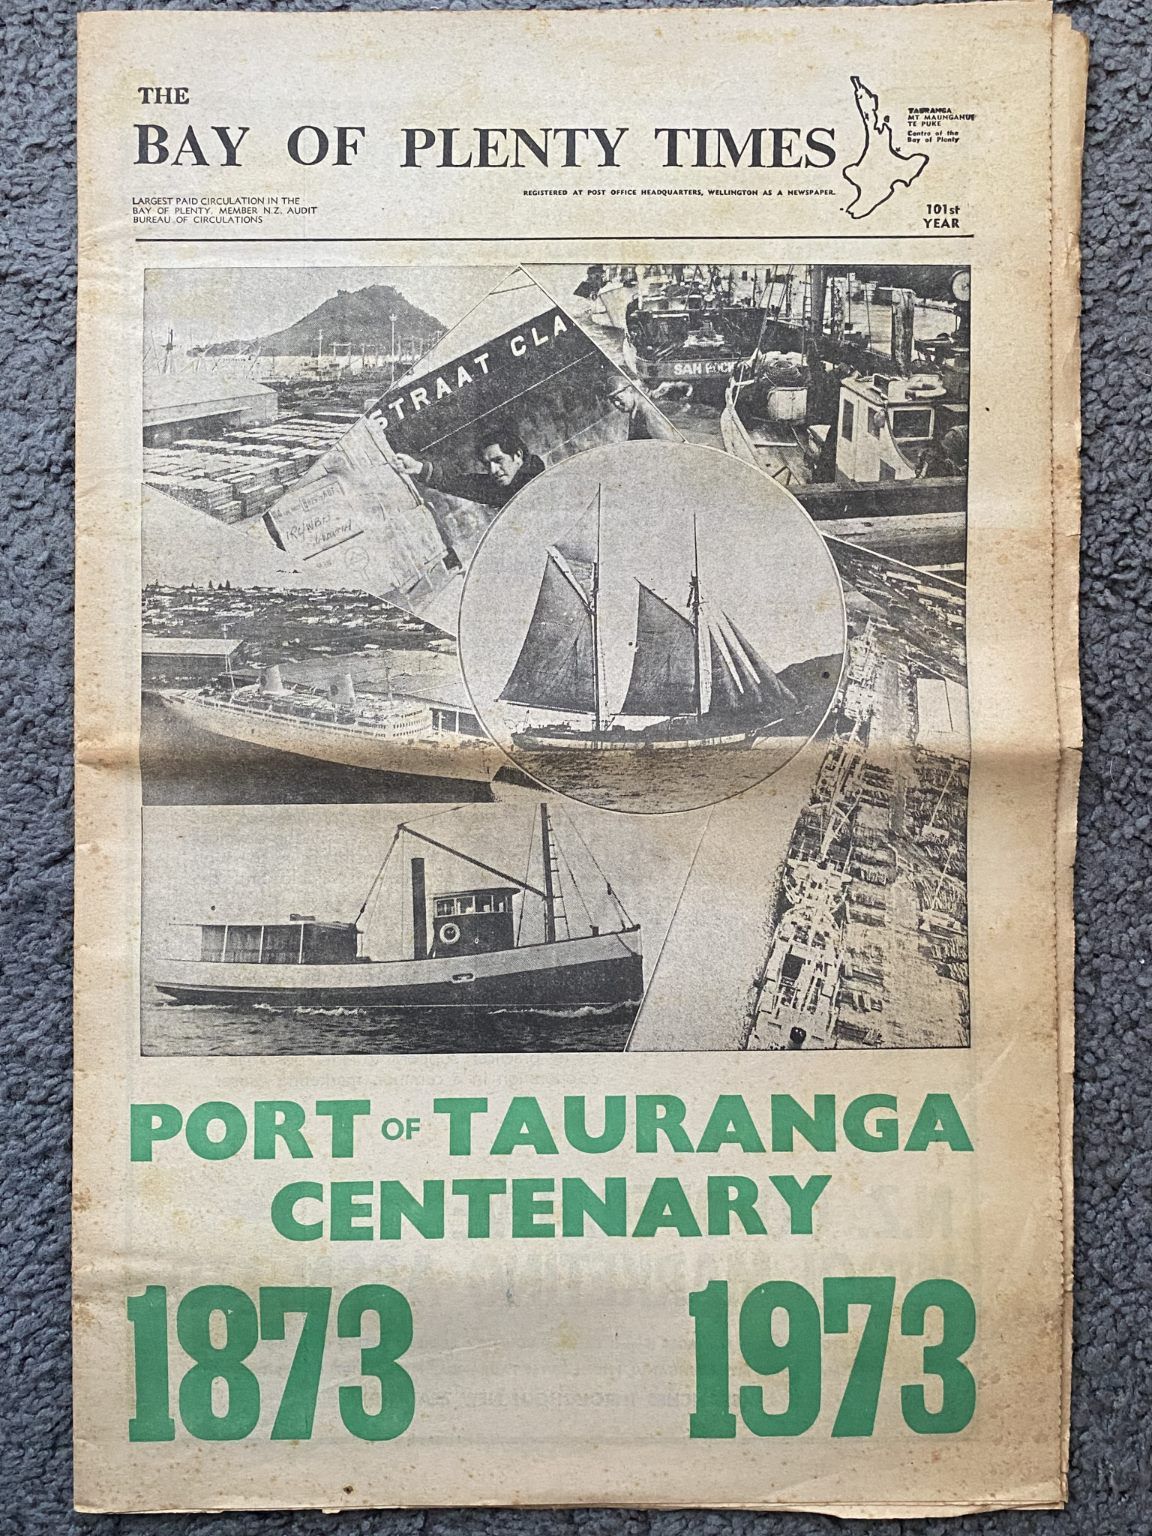 THE
BAY OF PLENTY TIMES
TAURANGA
MT MAUNGANUI
TE PUKE
Centre of the
Bay of Plenty
REGISTERED AT POST OFFICE HEADQUARTERS, WELLINGTON AS A NEWSPAPER.
LARGEST PAID CIRCULATION IN THE
BAY OF PLENTY. MEMBER N.Z. AUDIT
BUREAU OF CIRCULATIONS
101st
YEAR
STRAAT CLA
SAN ROCK
PORT OF TAURANGA
CENTENARY
1873 1973